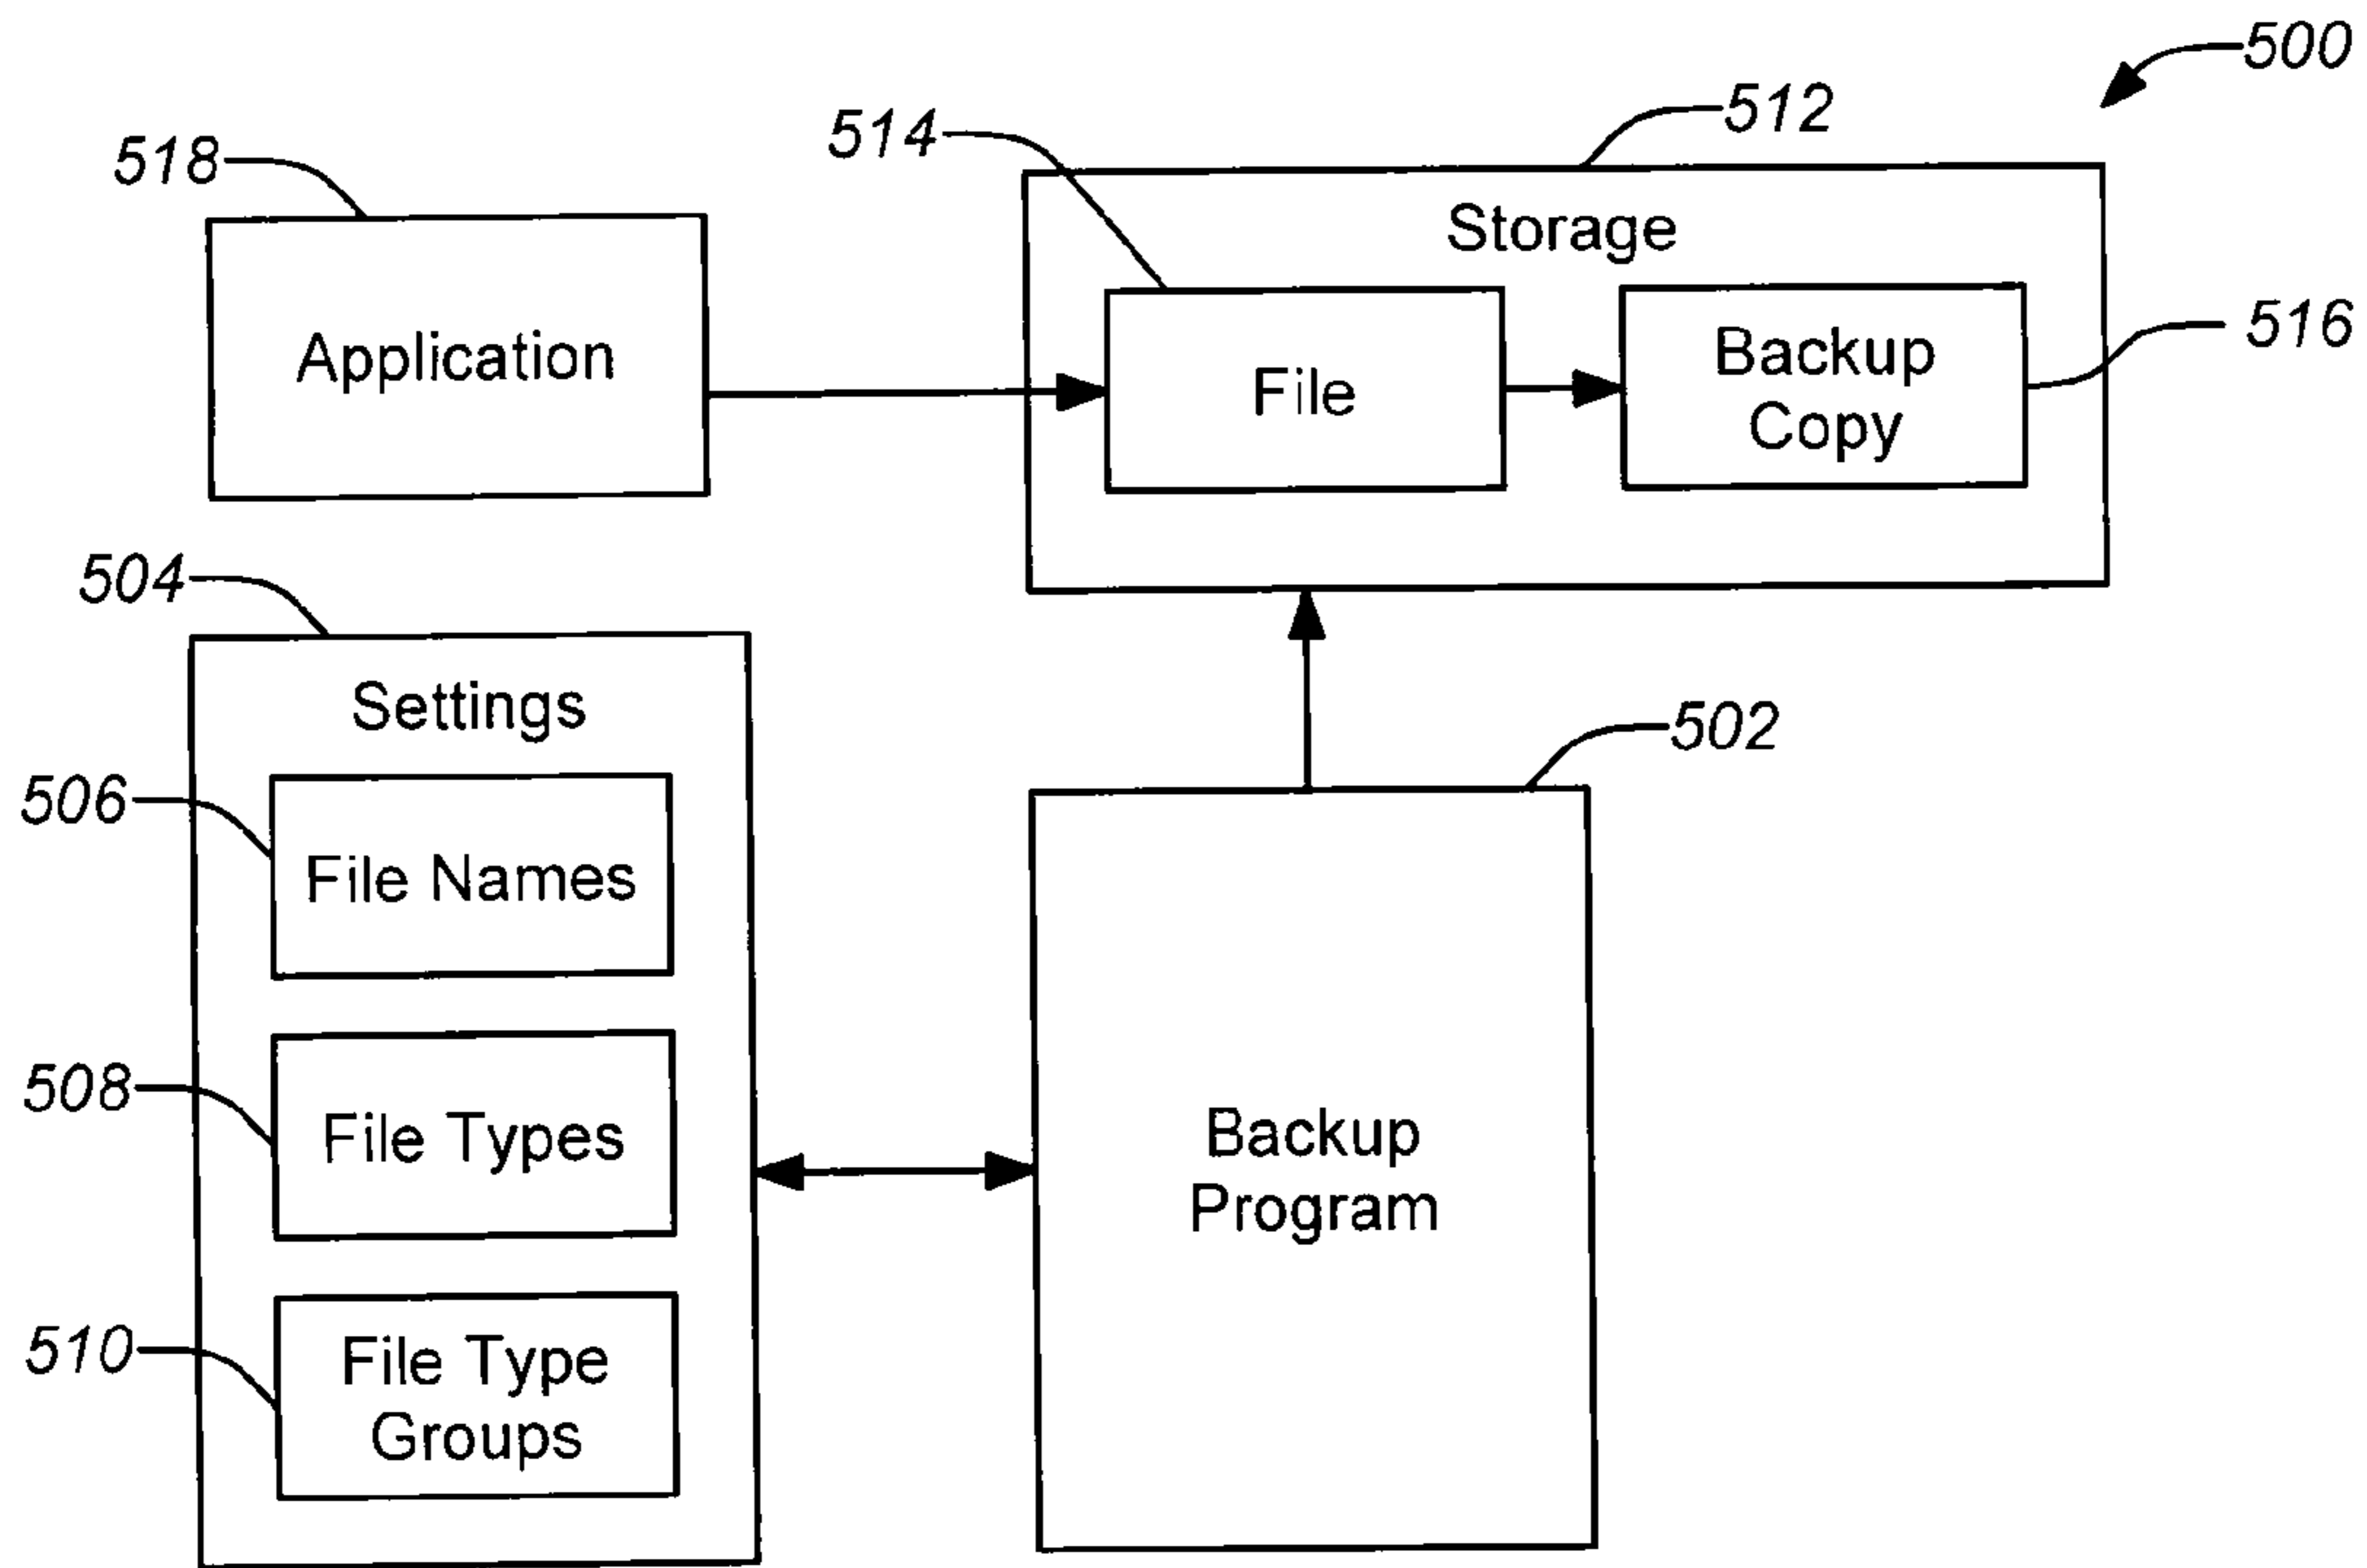 500
512
514
518
Storage
Application
File
Backup
Copy
516
504
Settings
502
506
File Names
508
File Types
Backup
Program
510
File Type
Groups